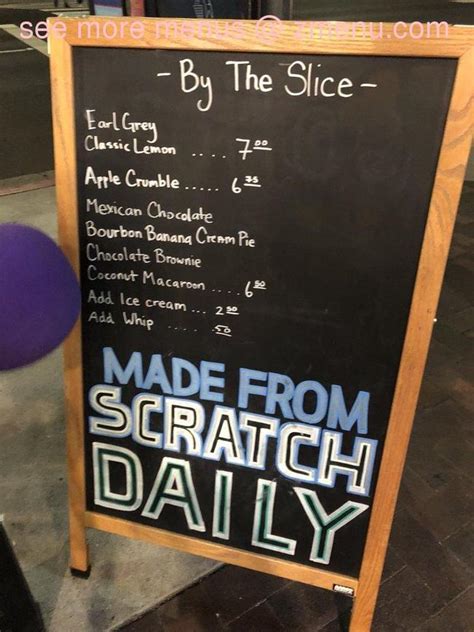 see more menus @ zmenu.com
- By The Slice -
Earl Grey
Classic Lemon .... 7.00
Apple Crumble ..... 6.75
Mexican Chocolate
Bourbon Banana Cream Pie
Chocolate Brownie
Coconut Macaroon .... 6.50
Add Ice cream ... 2.50
Add Whip ..... .50
MADE FROM
SCRATCH
DAILY